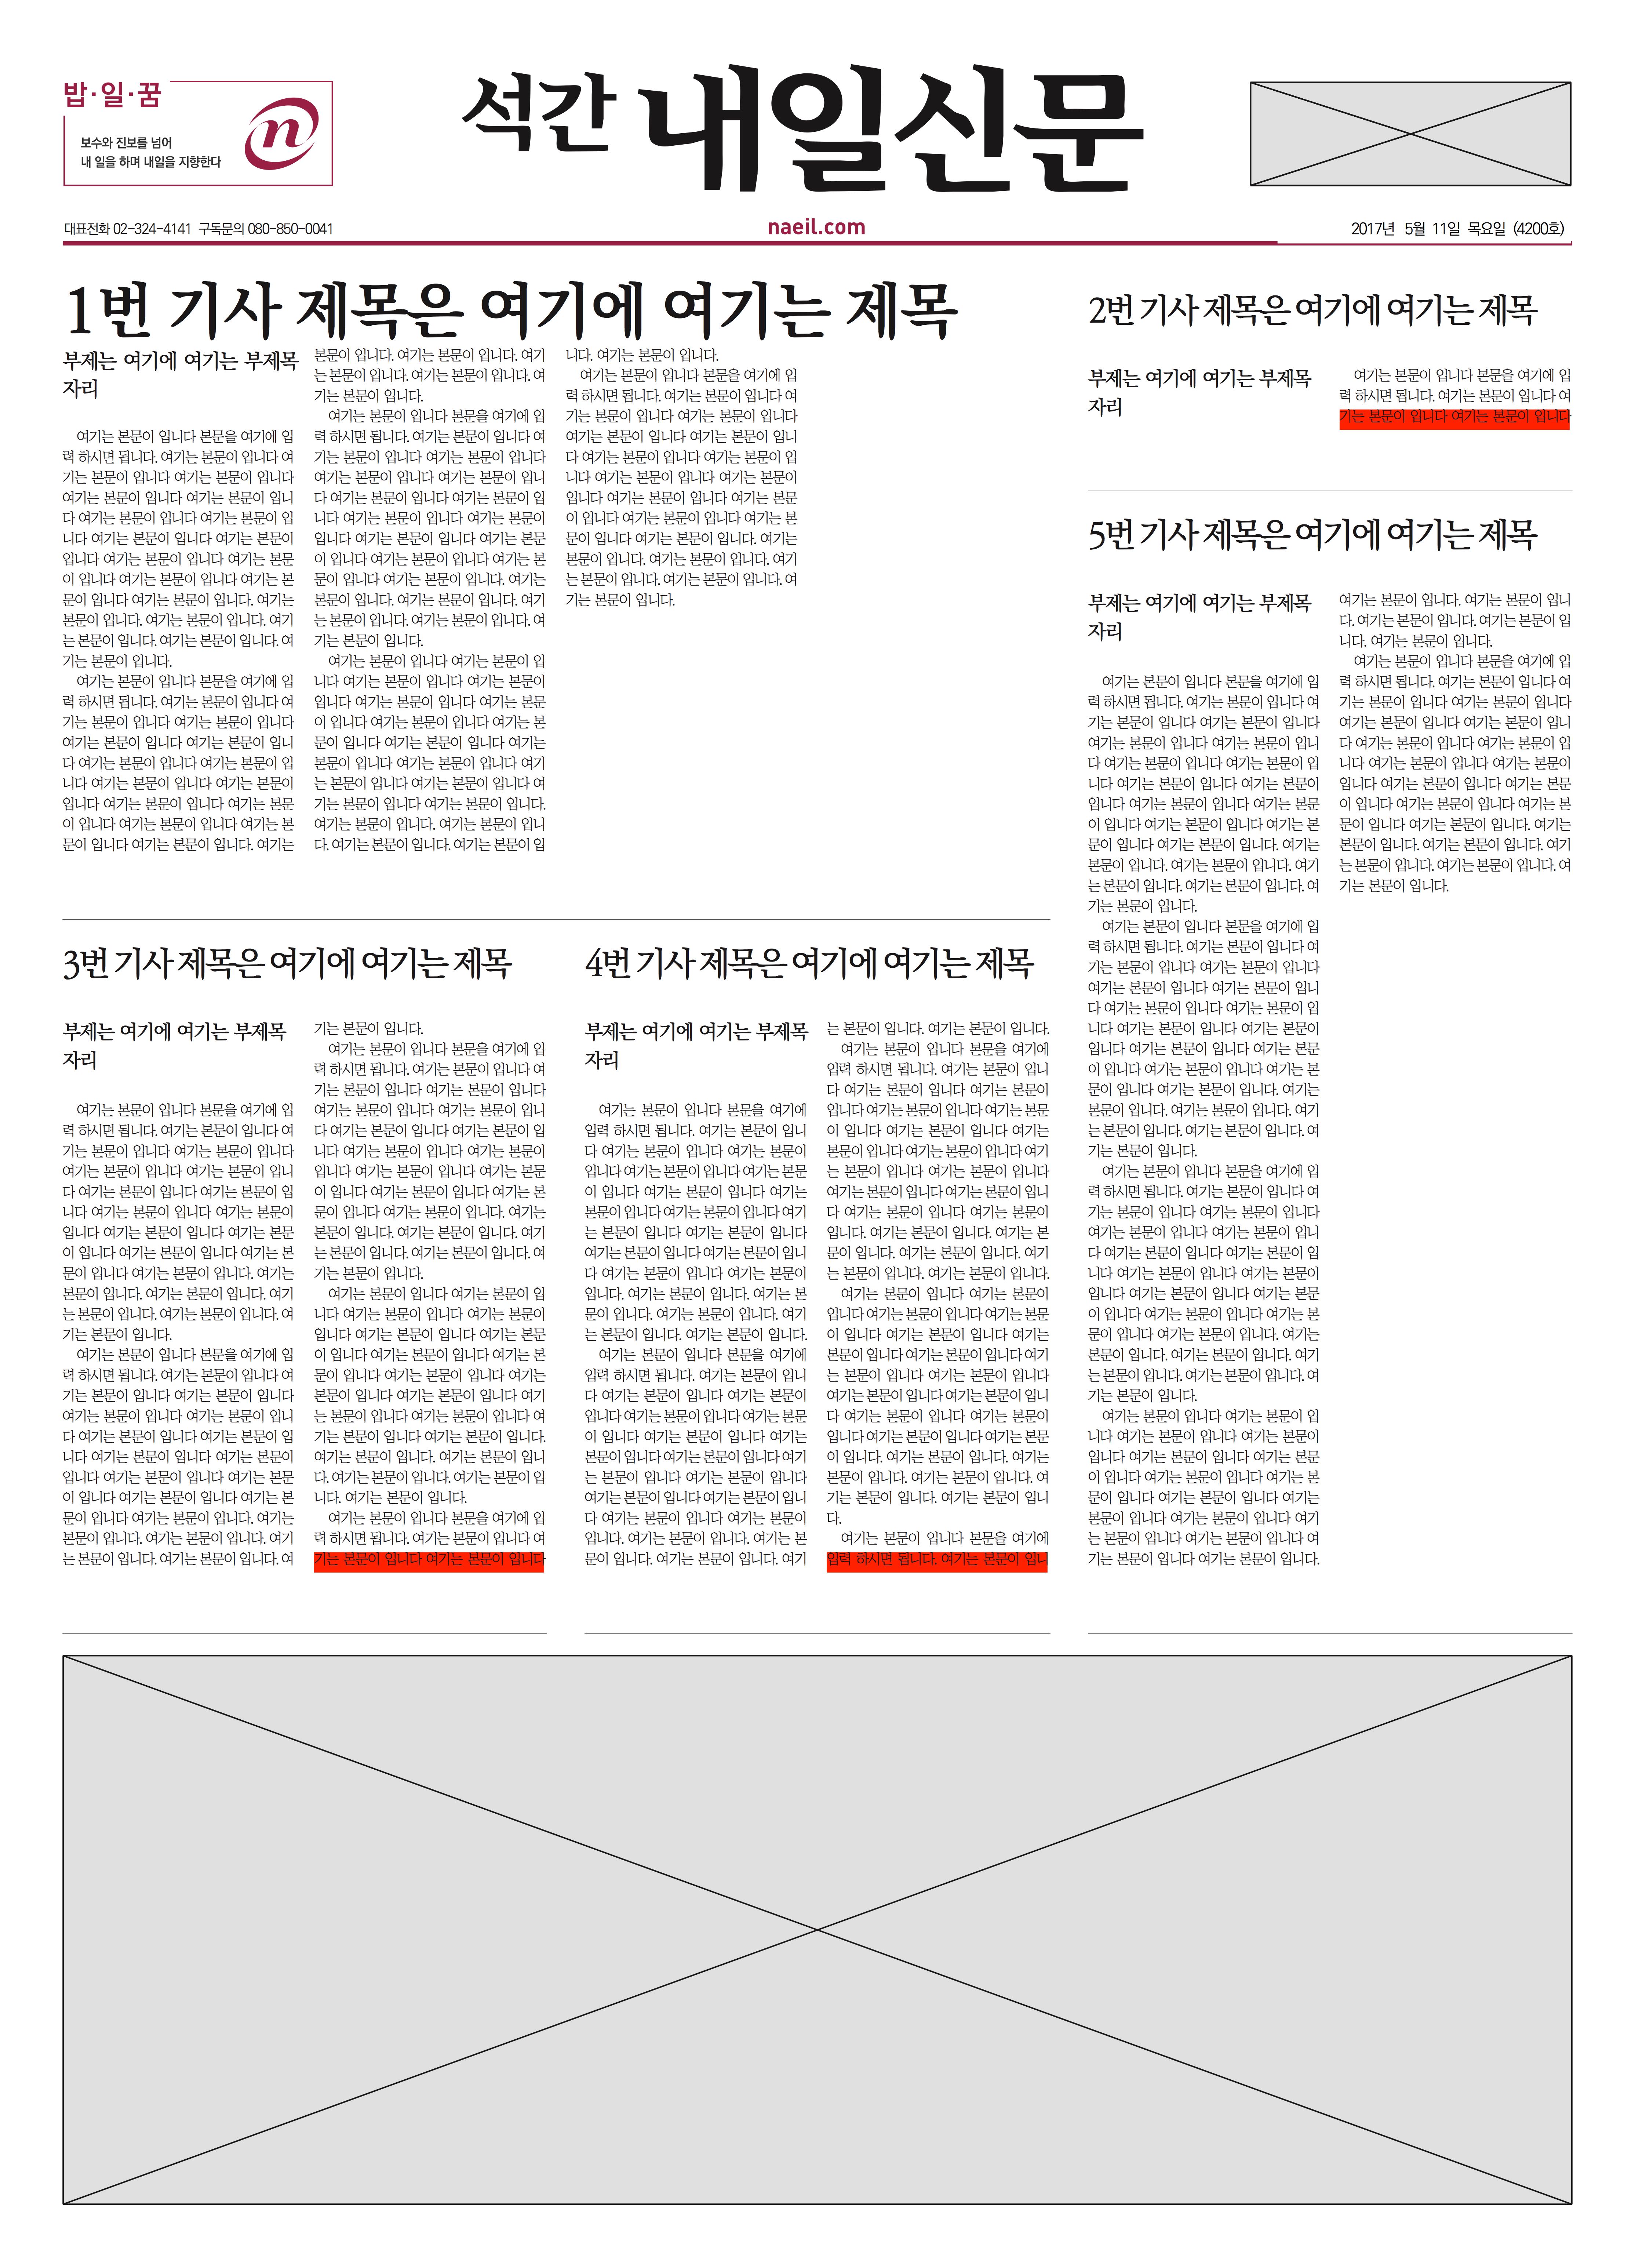 밥·일·꿈
보수와 진보를 넘어
내 일을 하며 내일을 지향한다
n
석간 내일신문
대표전화 02-324-4141 구독문의 080-850-0041
naeil.com
2017년 5월 11일 목요일 (4200호)
1번 기사 제목은 여기에 여기는 제목
부제는 여기에 여기는 부제목
자리
여기는 본문이 입니다 본문을 여기에 입
력 하시면 됩니다. 여기는 본문이 입니다 여
기는 본문이 입니다 여기는 본문이 입니다
여기는 본문이 입니다 여기는 본문이 입니
다 여기는 본문이 입니다 여기는 본문이 입
니다 여기는 본문이 입니다 여기는 본문이
입니다 여기는 본문이 입니다 여기는 본문
이 입니다 여기는 본문이 입니다 여기는 본
문이 입니다 여기는 본문이 입니다. 여기는
본문이 입니다. 여기는 본문이 입니다. 여기
는 본문이 입니다. 여기는 본문이 입니다. 여
기는 본문이 입니다.
여기는 본문이 입니다 본문을 여기에 입
력 하시면 됩니다. 여기는 본문이 입니다 여
기는 본문이 입니다 여기는 본문이 입니다
여기는 본문이 입니다 여기는 본문이 입니
다 여기는 본문이 입니다 여기는 본문이 입
니다 여기는 본문이 입니다 여기는 본문이
입니다 여기는 본문이 입니다 여기는 본문
이 입니다 여기는 본문이 입니다 여기는 본
문이 입니다 여기는 본문이 입니다. 여기는
본문이 입니다. 여기는 본문이 입니다. 여기
는 본문이 입니다. 여기는 본문이 입니다. 여
기는 본문이 입니다.
여기는 본문이 입니다 본문을 여기에 입
력 하시면 됩니다. 여기는 본문이 입니다 여
기는 본문이 입니다 여기는 본문이 입니다
여기는 본문이 입니다 여기는 본문이 입니
다 여기는 본문이 입니다 여기는 본문이 입
니다 여기는 본문이 입니다 여기는 본문이
입니다 여기는 본문이 입니다 여기는 본문
이 입니다 여기는 본문이 입니다 여기는 본
문이 입니다 여기는 본문이 입니다. 여기는
본문이 입니다. 여기는 본문이 입니다. 여기
는 본문이 입니다. 여기는 본문이 입니다. 여
기는 본문이 입니다.
여기는 본문이 입니다 여기는 본문이 입
니다 여기는 본문이 입니다 여기는 본문이
입니다 여기는 본문이 입니다 여기는 본문
이 입니다 여기는 본문이 입니다 여기는 본
문이 입니다 여기는 본문이 입니다 여기는
본문이 입니다 여기는 본문이 입니다 여기
는 본문이 입니다 여기는 본문이 입니다 여
기는 본문이 입니다 여기는 본문이 입니다.
여기는 본문이 입니다. 여기는 본문이 입니
다. 여기는 본문이 입니다. 여기는 본문이 입
니다. 여기는 본문이 입니다.
여기는 본문이 입니다 본문을 여기에 입
력 하시면 됩니다. 여기는 본문이 입니다 여
기는 본문이 입니다 여기는 본문이 입니다
여기는 본문이 입니다 여기는 본문이 입니
다 여기는 본문이 입니다 여기는 본문이 입
니다 여기는 본문이 입니다 여기는 본문이
입니다 여기는 본문이 입니다 여기는 본문
이 입니다 여기는 본문이 입니다 여기는 본
문이 입니다 여기는 본문이 입니다. 여기는
본문이 입니다. 여기는 본문이 입니다. 여기
는 본문이 입니다. 여기는 본문이 입니다. 여
기는 본문이 입니다.
2번 기사 제목은 여기에 여기는 제목
부제는 여기에 여기는 부제목
자리
여기는 본문이 입니다 본문을 여기에 입
력 하시면 됩니다. 여기는 본문이 입니다 여
기는 본문이 입니다 여기는 본문이 입니다
3번 기사 제목은 여기에 여기는 제목
부제는 여기에 여기는 부제목
자리
여기는 본문이 입니다 본문을 여기에 입
력 하시면 됩니다. 여기는 본문이 입니다 여
기는 본문이 입니다 여기는 본문이 입니다
여기는 본문이 입니다 여기는 본문이 입니
다 여기는 본문이 입니다 여기는 본문이 입
니다 여기는 본문이 입니다 여기는 본문이
입니다 여기는 본문이 입니다 여기는 본문
이 입니다 여기는 본문이 입니다 여기는 본
문이 입니다 여기는 본문이 입니다. 여기는
본문이 입니다. 여기는 본문이 입니다. 여기
는 본문이 입니다. 여기는 본문이 입니다. 여
기는 본문이 입니다.
여기는 본문이 입니다 본문을 여기에 입
력 하시면 됩니다. 여기는 본문이 입니다 여
기는 본문이 입니다 여기는 본문이 입니다
여기는 본문이 입니다 여기는 본문이 입니
다 여기는 본문이 입니다 여기는 본문이 입
니다 여기는 본문이 입니다 여기는 본문이
입니다 여기는 본문이 입니다 여기는 본문
이 입니다 여기는 본문이 입니다 여기는 본
문이 입니다 여기는 본문이 입니다. 여기는
본문이 입니다. 여기는 본문이 입니다. 여기
는 본문이 입니다. 여기는 본문이 입니다. 여
기는 본문이 입니다.
여기는 본문이 입니다 본문을 여기에 입
력 하시면 됩니다. 여기는 본문이 입니다 여
기는 본문이 입니다 여기는 본문이 입니다
여기는 본문이 입니다 여기는 본문이 입니
다 여기는 본문이 입니다 여기는 본문이 입
니다 여기는 본문이 입니다 여기는 본문이
입니다 여기는 본문이 입니다 여기는 본문
이 입니다 여기는 본문이 입니다 여기는 본
문이 입니다 여기는 본문이 입니다. 여기는
본문이 입니다. 여기는 본문이 입니다. 여기
는 본문이 입니다. 여기는 본문이 입니다. 여
기는 본문이 입니다.
여기는 본문이 입니다 여기는 본문이 입
니다 여기는 본문이 입니다 여기는 본문이
입니다 여기는 본문이 입니다 여기는 본문
이 입니다 여기는 본문이 입니다 여기는 본
문이 입니다 여기는 본문이 입니다 여기는
본문이 입니다 여기는 본문이 입니다 여기
는 본문이 입니다 여기는 본문이 입니다 여
기는 본문이 입니다 여기는 본문이 입니다.
여기는 본문이 입니다. 여기는 본문이 입니
다. 여기는 본문이 입니다. 여기는 본문이 입
니다. 여기는 본문이 입니다.
여기는 본문이 입니다 본문을 여기에 입
력 하시면 됩니다. 여기는 본문이 입니다 여
기는 본문이 입니다 여기는 본문이 입니다
4번 기사 제목은 여기에 여기는 제목
부제는 여기에 여기는 부제목
자리
여기는 본문이 입니다 본문을 여기에
입력 하시면 됩니다. 여기는 본문이 입니
다 여기는 본문이 입니다 여기는 본문이
입니다 여기는 본문이 입니다 여기는 본문
이 입니다 여기는 본문이 입니다 여기는
본문이 입니다 여기는 본문이 입니다 여기
는 본문이 입니다 여기는 본문이 입니다
여기는 본문이 입니다 여기는 본문이 입니
다 여기는 본문이 입니다 여기는 본문이
입니다. 여기는 본문이 입니다. 여기는 본
문이 입니다. 여기는 본문이 입니다. 여기
는 본문이 입니다. 여기는 본문이 입니다.
여기는 본문이 입니다 본문을 여기에
입력 하시면 됩니다. 여기는 본문이 입니
다 여기는 본문이 입니다 여기는 본문이
입니다 여기는 본문이 입니다 여기는 본문
이 입니다 여기는 본문이 입니다 여기는
본문이 입니다 여기는 본문이 입니다 여기
는 본문이 입니다 여기는 본문이 입니다
여기는 본문이 입니다 여기는 본문이 입니
다 여기는 본문이 입니다 여기는 본문이
입니다. 여기는 본문이 입니다. 여기는 본
문이 입니다. 여기는 본문이 입니다. 여기
는 본문이 입니다. 여기는 본문이 입니다.
여기는 본문이 입니다 본문을 여기에
입력 하시면 됩니다. 여기는 본문이 입니
다 여기는 본문이 입니다 여기는 본문이
입니다 여기는 본문이 입니다 여기는 본문
이 입니다 여기는 본문이 입니다 여기는
본문이 입니다 여기는 본문이 입니다 여기
는 본문이 입니다 여기는 본문이 입니다
여기는 본문이 입니다 여기는 본문이 입니
다 여기는 본문이 입니다 여기는 본문이
입니다. 여기는 본문이 입니다. 여기는 본
문이 입니다. 여기는 본문이 입니다. 여기
는 본문이 입니다. 여기는 본문이 입니다.
여기는 본문이 입니다 여기는 본문이
입니다 여기는 본문이 입니다 여기는 본문
이 입니다 여기는 본문이 입니다 여기는
본문이 입니다 여기는 본문이 입니다 여기
는 본문이 입니다 여기는 본문이 입니다
여기는 본문이 입니다 여기는 본문이 입니
다 여기는 본문이 입니다 여기는 본문이
입니다 여기는 본문이 입니다 여기는 본문
이 입니다. 여기는 본문이 입니다. 여기는
본문이 입니다. 여기는 본문이 입니다. 여
기는 본문이 입니다. 여기는 본문이 입니
다.
여기는 본문이 입니다 본문을 여기에
입력 하시면 됩니다. 여기는 본문이 입니
5번 기사 제목은 여기에 여기는 제목
부제는 여기에 여기는 부제목
자리
여기는 본문이 입니다 본문을 여기에 입
력 하시면 됩니다. 여기는 본문이 입니다 여
기는 본문이 입니다 여기는 본문이 입니다
여기는 본문이 입니다 여기는 본문이 입니
다 여기는 본문이 입니다 여기는 본문이 입
니다 여기는 본문이 입니다 여기는 본문이
입니다 여기는 본문이 입니다 여기는 본문
이 입니다 여기는 본문이 입니다 여기는 본
문이 입니다 여기는 본문이 입니다. 여기는
본문이 입니다. 여기는 본문이 입니다. 여기
는 본문이 입니다. 여기는 본문이 입니다. 여
기는 본문이 입니다.
여기는 본문이 입니다 본문을 여기에 입
력 하시면 됩니다. 여기는 본문이 입니다 여
기는 본문이 입니다 여기는 본문이 입니다
여기는 본문이 입니다 여기는 본문이 입니
다 여기는 본문이 입니다 여기는 본문이 입
니다 여기는 본문이 입니다 여기는 본문이
입니다 여기는 본문이 입니다 여기는 본문
이 입니다 여기는 본문이 입니다 여기는 본
문이 입니다 여기는 본문이 입니다. 여기는
본문이 입니다. 여기는 본문이 입니다. 여기
는 본문이 입니다. 여기는 본문이 입니다. 여
기는 본문이 입니다.
여기는 본문이 입니다 본문을 여기에 입
력 하시면 됩니다. 여기는 본문이 입니다 여
기는 본문이 입니다 여기는 본문이 입니다
여기는 본문이 입니다 여기는 본문이 입니
다 여기는 본문이 입니다 여기는 본문이 입
니다 여기는 본문이 입니다 여기는 본문이
입니다 여기는 본문이 입니다 여기는 본문
이 입니다 여기는 본문이 입니다 여기는 본
문이 입니다 여기는 본문이 입니다. 여기는
본문이 입니다. 여기는 본문이 입니다. 여기
는 본문이 입니다. 여기는 본문이 입니다. 여
기는 본문이 입니다.
여기는 본문이 입니다 여기는 본문이 입
니다 여기는 본문이 입니다 여기는 본문이
입니다 여기는 본문이 입니다 여기는 본문
이 입니다 여기는 본문이 입니다 여기는 본
문이 입니다 여기는 본문이 입니다 여기는
본문이 입니다 여기는 본문이 입니다 여기
는 본문이 입니다 여기는 본문이 입니다 여
기는 본문이 입니다 여기는 본문이 입니다.
여기는 본문이 입니다. 여기는 본문이 입니
다. 여기는 본문이 입니다. 여기는 본문이 입
니다. 여기는 본문이 입니다.
여기는 본문이 입니다 본문을 여기에 입
력 하시면 됩니다. 여기는 본문이 입니다 여
기는 본문이 입니다 여기는 본문이 입니다
여기는 본문이 입니다 여기는 본문이 입니
다 여기는 본문이 입니다 여기는 본문이 입
니다 여기는 본문이 입니다 여기는 본문이
입니다 여기는 본문이 입니다 여기는 본문
이 입니다 여기는 본문이 입니다 여기는 본
문이 입니다 여기는 본문이 입니다. 여기는
본문이 입니다. 여기는 본문이 입니다. 여기
는 본문이 입니다. 여기는 본문이 입니다. 여
기는 본문이 입니다.